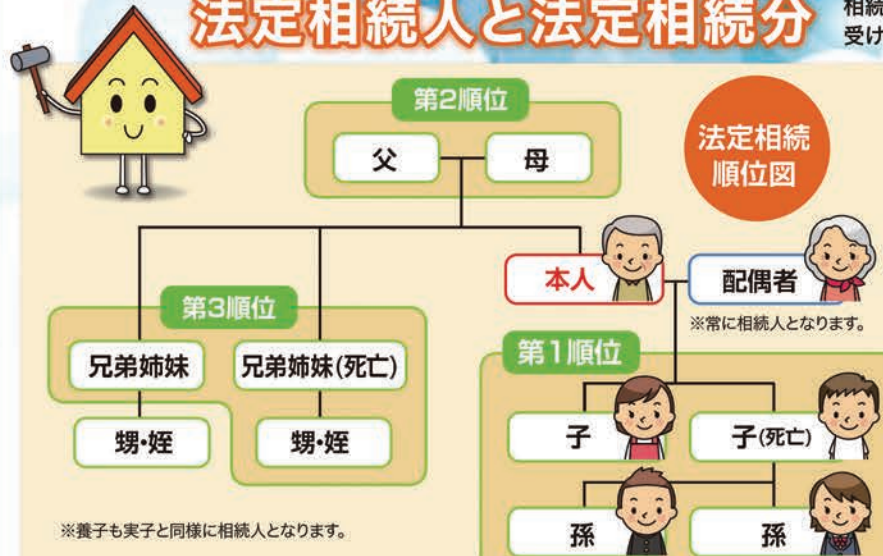 法定相続人と法定相続分
相続
受け
第2順位
父
母
法定相続
順位図
本人
配偶者
※常に相続人となります。
第3順位
兄弟姉妹
兄弟姉妹(死亡)
甥・姪
甥・姪
第1順位
子
子(死亡)
孫
孫
※養子も実子と同様に相続人となります。